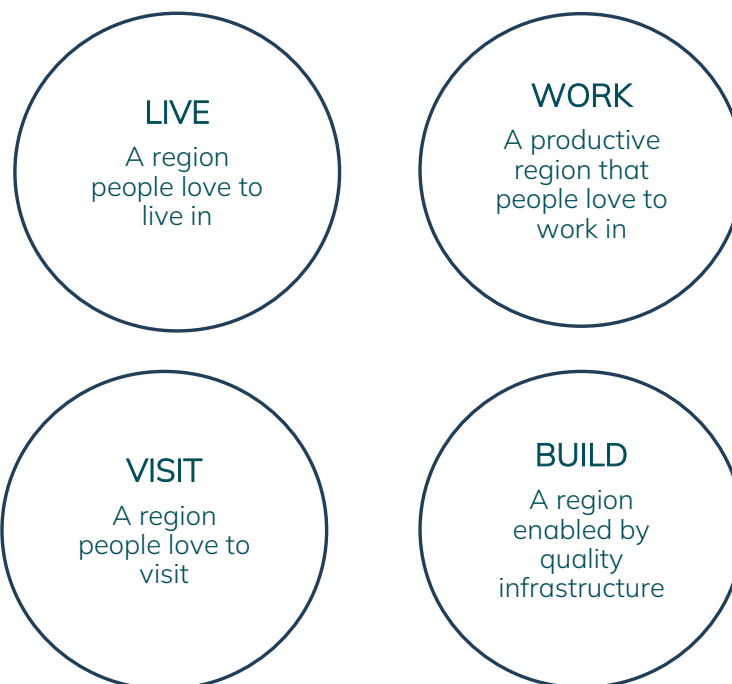 LIVE
A region
people love to
live in
WORK
A productive
region that
people love to
work in
VISIT
A region
people love to
visit
BUILD
A region
enabled by
quality
infrastructure